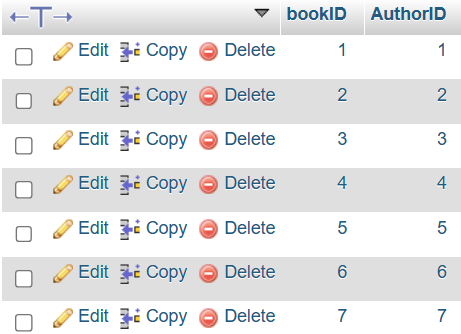 bookID AuthorID
Edit Copy Delete 1 1
Edit Copy Delete 2 2
Edit Copy Delete 3 3
Edit Copy Delete 4 4
Edit Copy Delete 5 5
Edit Copy Delete 6 6
Edit Copy Delete 7 7